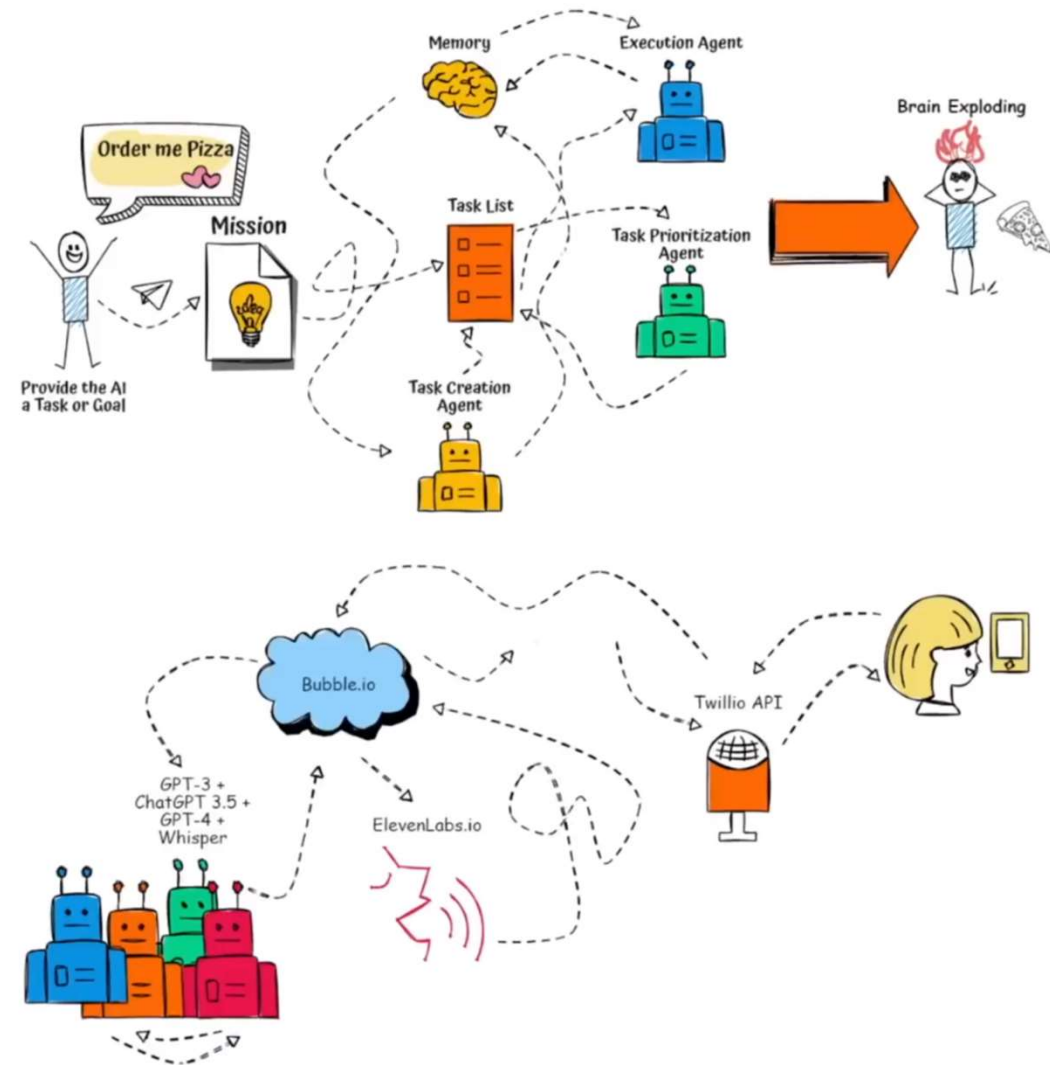 Memory
Execution Agent
Brain Exploding
Order me Pizza
Task List
Mission
Task Prioritization
Agent
idea
Provide the AI
a Task or Goal
Task Creation
Agent
Bubble.io
Twillio API
GPT-3 +
ChatGPT 3.5 +
GPT-4 +
Whisper
ElevenLabs.io